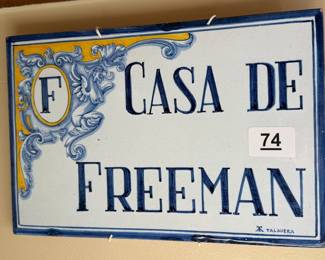 F
CASA DE
74
FREEMAN
TALAVERA